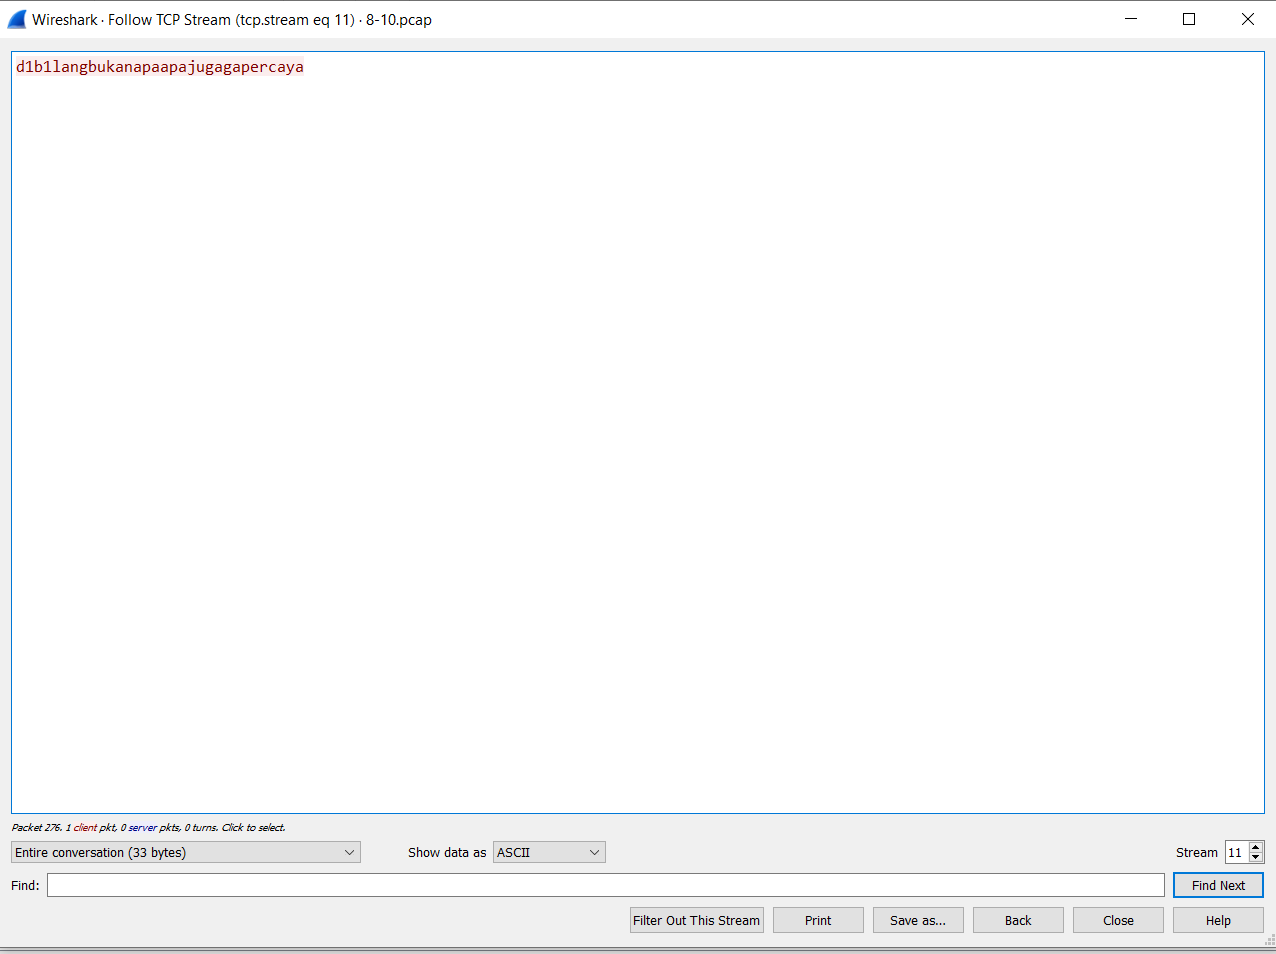 Wireshark · Follow TCP Stream (tcp.stream eq 11) · 8-10.pcap
d1b1langbukanapaapajugagapercaya
Packet 276. 1 client pkt, 0 server pkts, 0 turns. Click to select.
Entire conversation (33 bytes) Show data as ASCII Stream 11
Find: Find Next
Filter Out This Stream Print Save as... Back Close Help